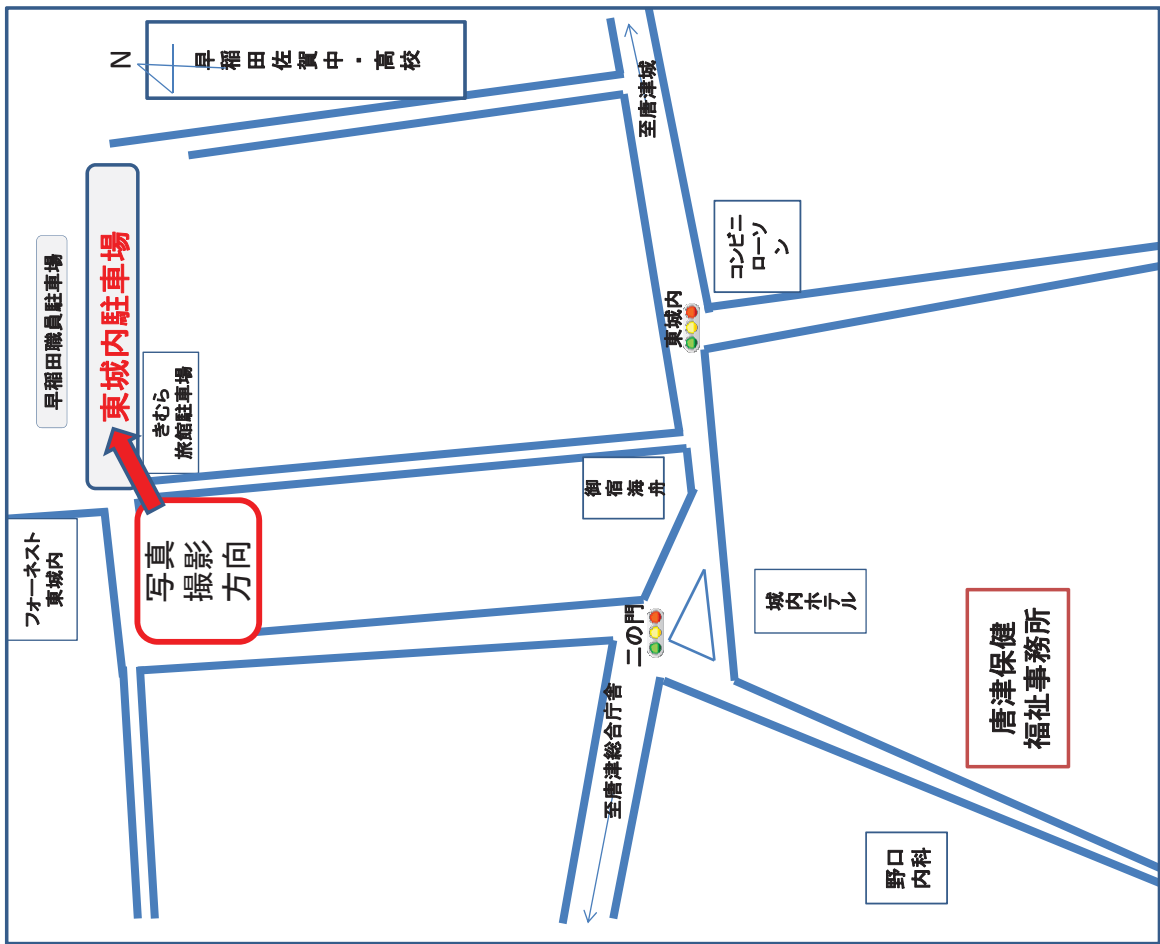 N
早稲田佐賀中・高校
至唐津城
早稲田職員駐車場
東城内駐車場
きむら
旅館駐車場
コンビニ
ローソ
ン
東城内
フォーネスト
東城内
写真
撮影
方向
御宿海舟
二の門
城内ホテル
至唐津総合庁舎
唐津保健
福祉事務所
野口
内科